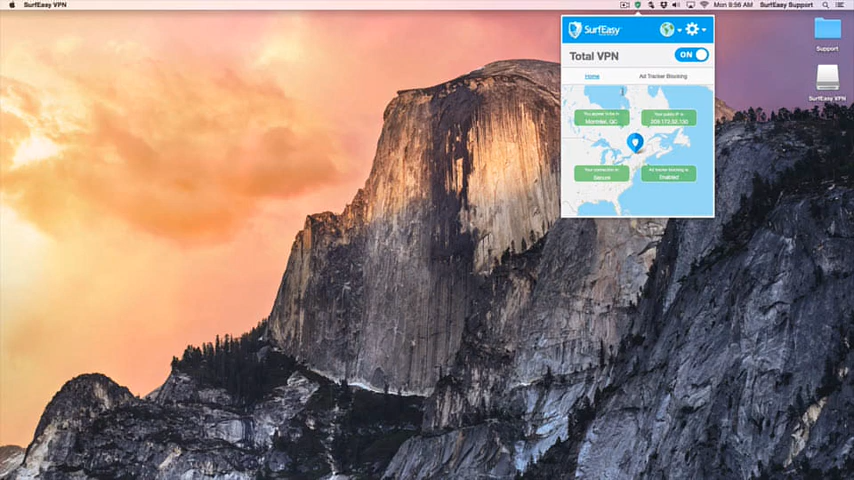 SurfEasy VPN
Mon 9:56 AM SurfEasy Support
SurfEasy
Total VPN
ON
Home
Ad Tracker Blocking
You appear to be in
Montreal, QC
Your public IP is
Your connection is
Secure
Ad tracker blocking is
Enabled
Support
SurfEasy VPN